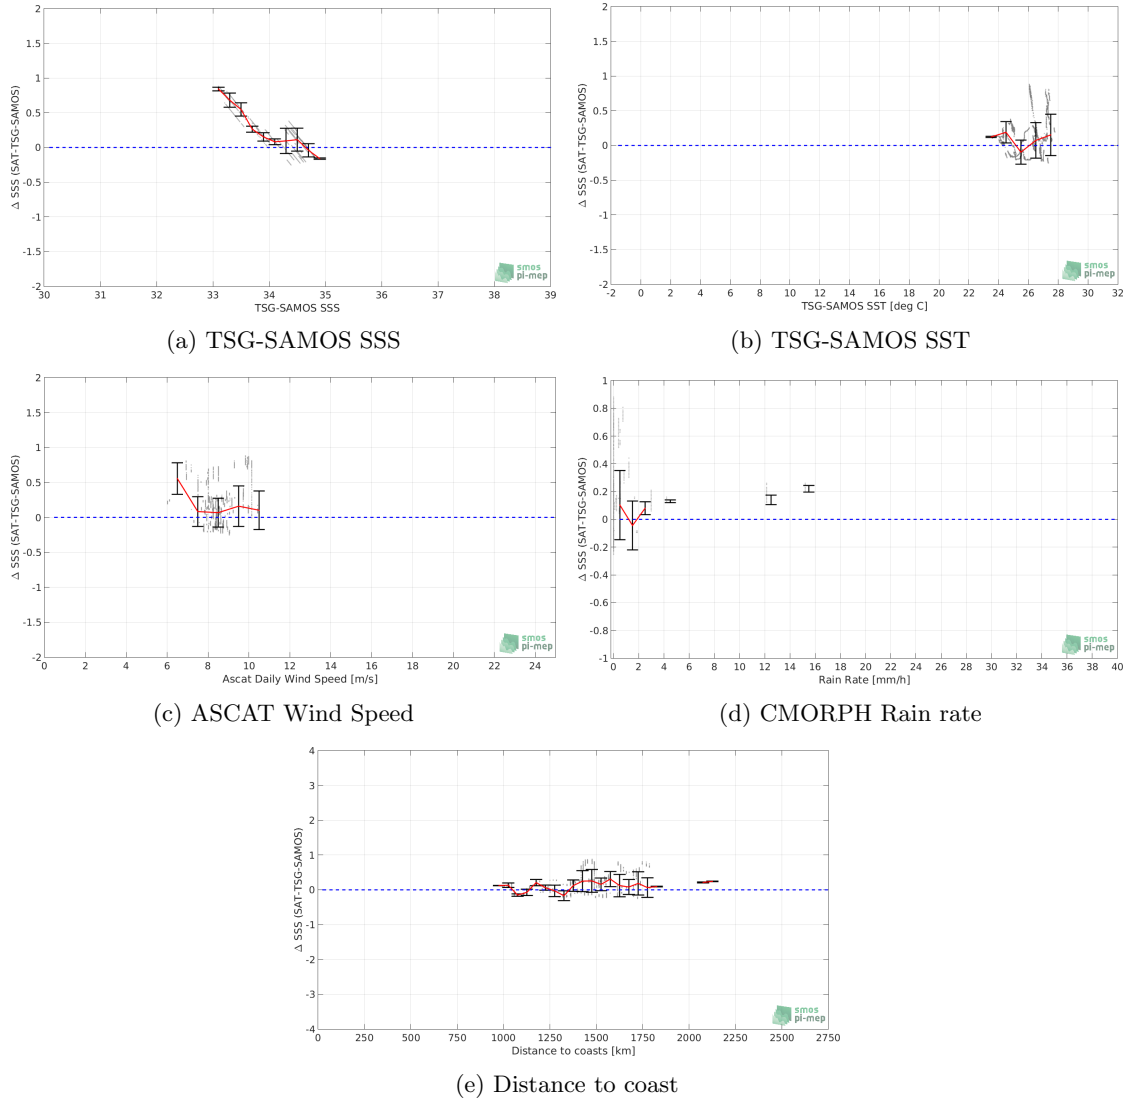 2
1.5
1
0.5
0
-0.5
-1
-1.5
-2
Δ SSS (SAT-TSG-SAMOS)
30 31 32 33 34 35 36 37 38 39
TSG-SAMOS SSS
smos
pi-mep
(a) TSG-SAMOS SSS
2
1.5
1
0.5
0
-0.5
-1
-1.5
-2
Δ SSS (SAT-TSG-SAMOS)
-2 0 2 4 6 8 10 12 14 16 18 20 22 24 26 28 30 32
TSG-SAMOS SST [deg C]
smos
pi-mep
(b) TSG-SAMOS SST
2
1.5
1
0.5
0
-0.5
-1
-1.5
-2
Δ SSS (SAT-TSG-SAMOS)
0 2 4 6 8 10 12 14 16 18 20 22 24
Ascat Daily Wind Speed [m/s]
smos
pi-mep
(c) ASCAT Wind Speed
1
0.8
0.6
0.4
0.2
0
-0.2
-0.4
-0.6
-0.8
-1
Δ SSS (SAT-TSG-SAMOS)
0 2 4 6 8 10 12 14 16 18 20 22 24 26 28 30 32 34 36 38 40
Rain Rate [mm/h]
smos
pi-mep
(d) CMORPH Rain rate
4
3
2
1
0
-1
-2
-3
-4
Δ SSS (SAT-TSG-SAMOS)
0 250 500 750 1000 1250 1500 1750 2000 2250 2500 2750
Distance to coasts [km]
smos
pi-mep
(e) Distance to coast